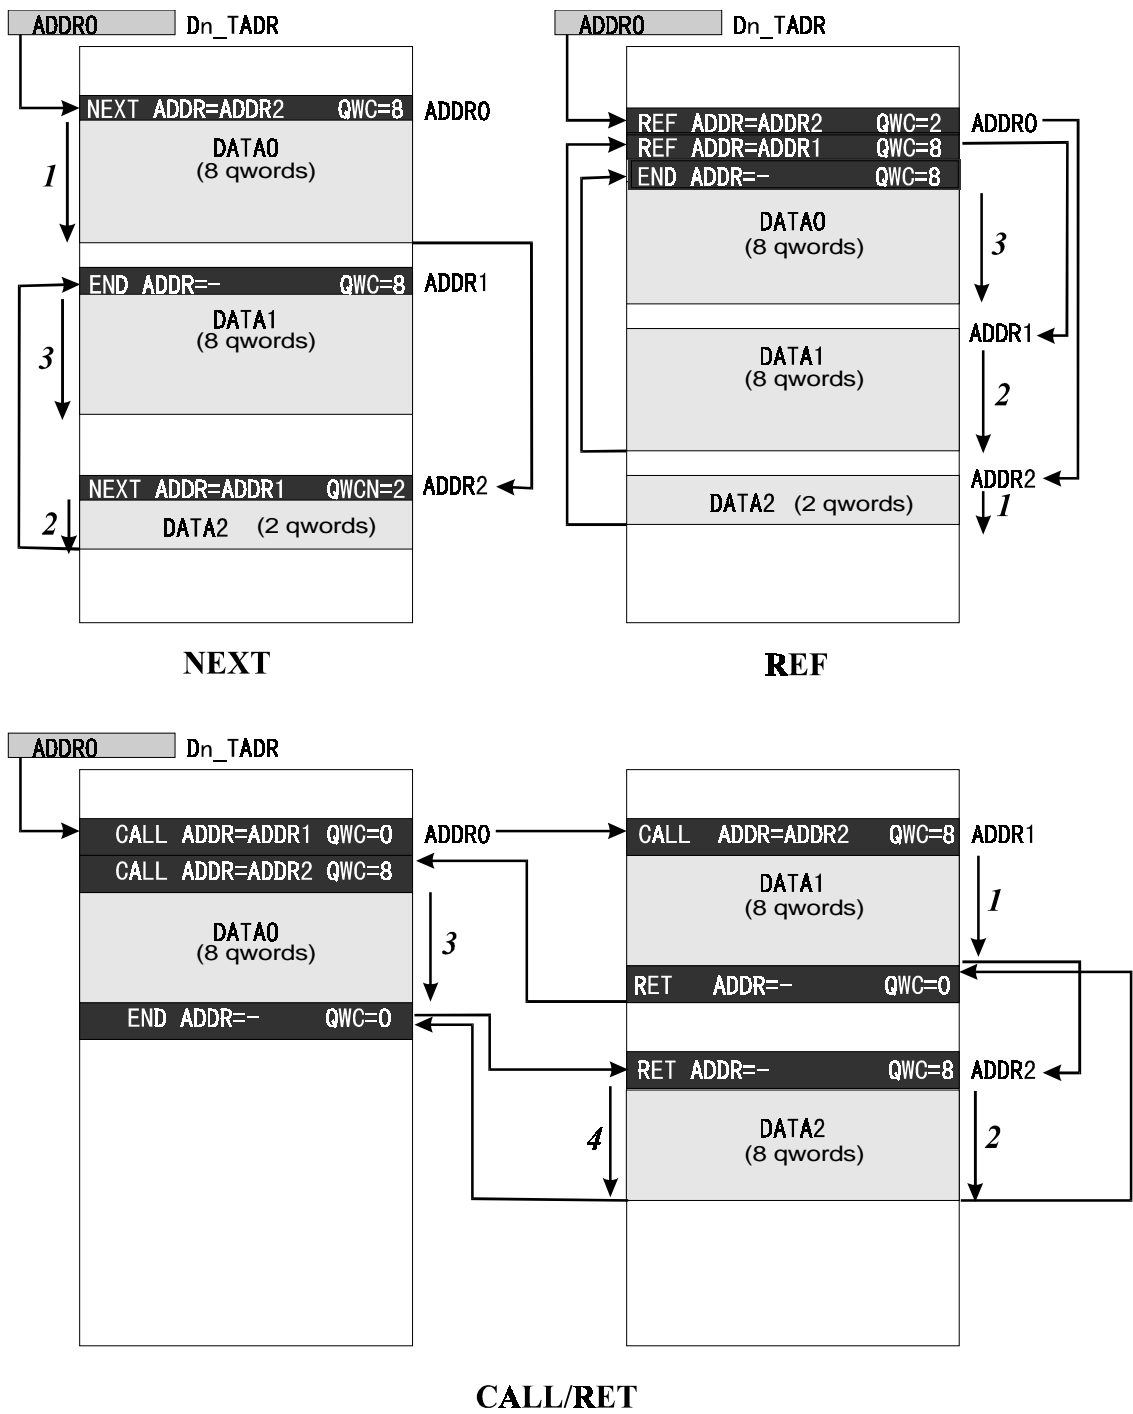 ADDR0 Dn_TADR
NEXT ADDR=ADDR2 QWC=8 ADDR0
DATA0
(8 qwords)
1
END ADDR=- QWC=8 ADDR1
DATA1
(8 qwords)
3
NEXT ADDR=ADDR1 QWCN=2 ADDR2
2 DATA2 (2 qwords)
NEXT
ADDR0 Dn_TADR
REF ADDR=ADDR2 QWC=2 ADDR0
REF ADDR=ADDR1 QWC=8
END ADDR=- QWC=8
DATA0
(8 qwords)
3
ADDR1
DATA1
(8 qwords)
2
ADDR2
DATA2 (2 qwords) 1
REF
ADDR0 Dn_TADR
CALL ADDR=ADDR1 QWC=0 ADDR0
CALL ADDR=ADDR2 QWC=8
DATA0
(8 qwords)
3
END ADDR=- QWC=0
CALL ADDR=ADDR2 QWC=8 ADDR1
DATA1
(8 qwords)
1
RET ADDR=- QWC=0
RET ADDR=- QWC=8 ADDR2
4
DATA2
(8 qwords)
2
CALL/RET